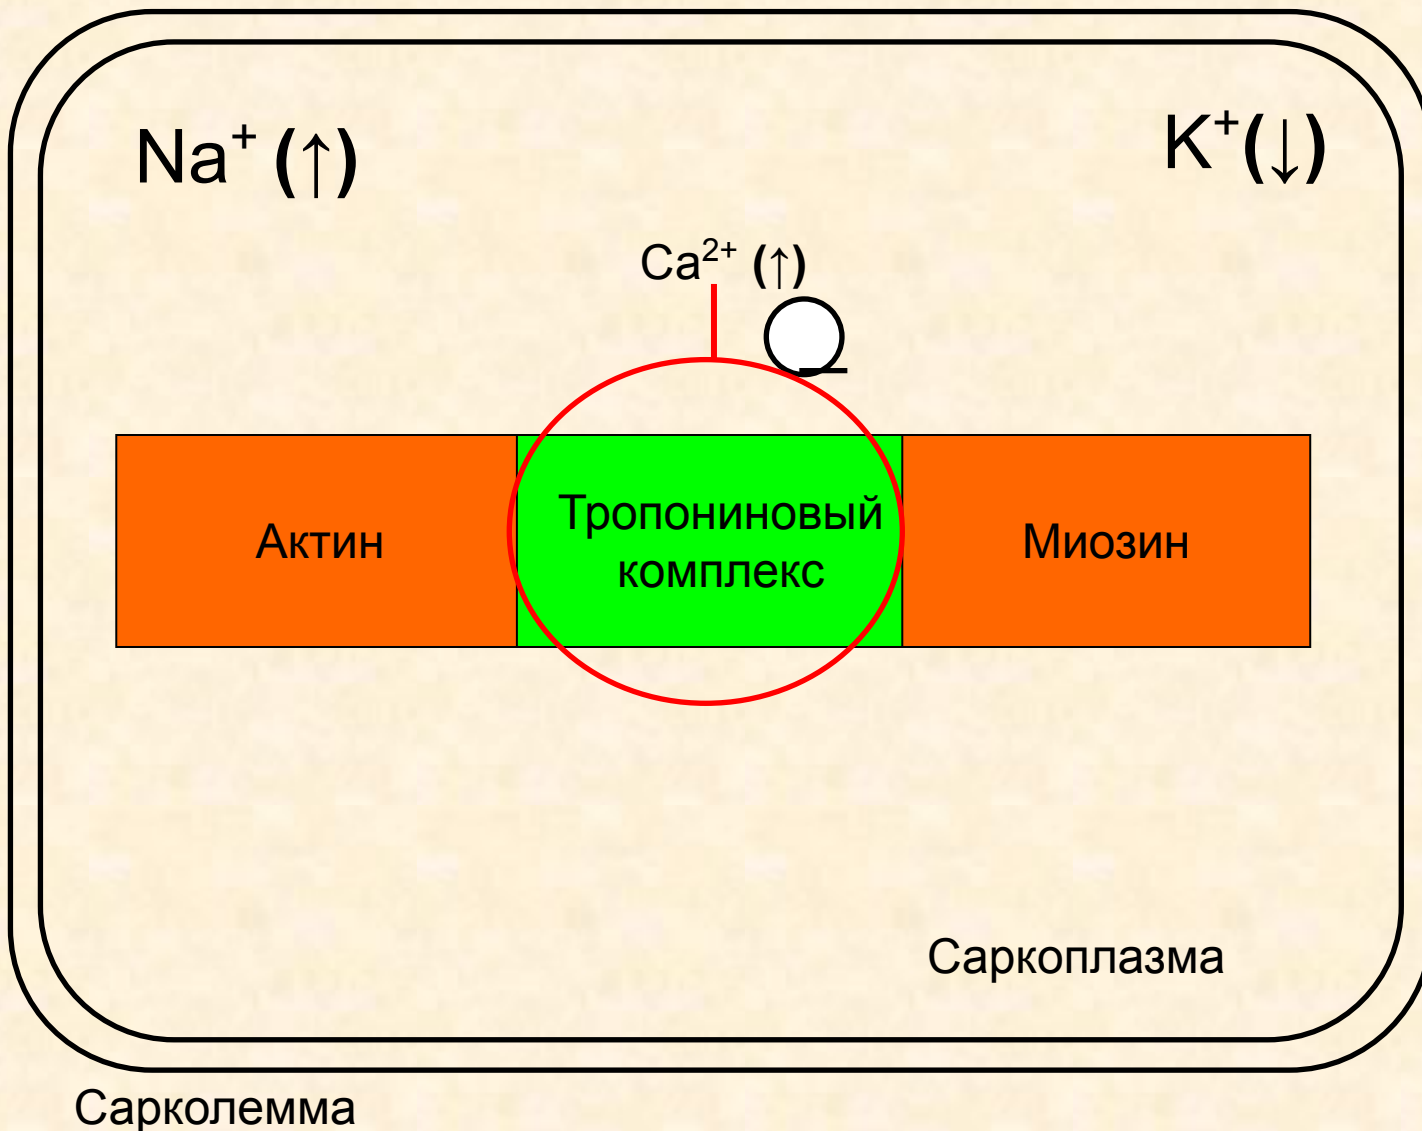 Na⁺ (↑)
K⁺(↓)
Ca²⁺ (↑)
Актин
Тропониновый
комплекс
Миозин
Саркоплазма
Сарколемма